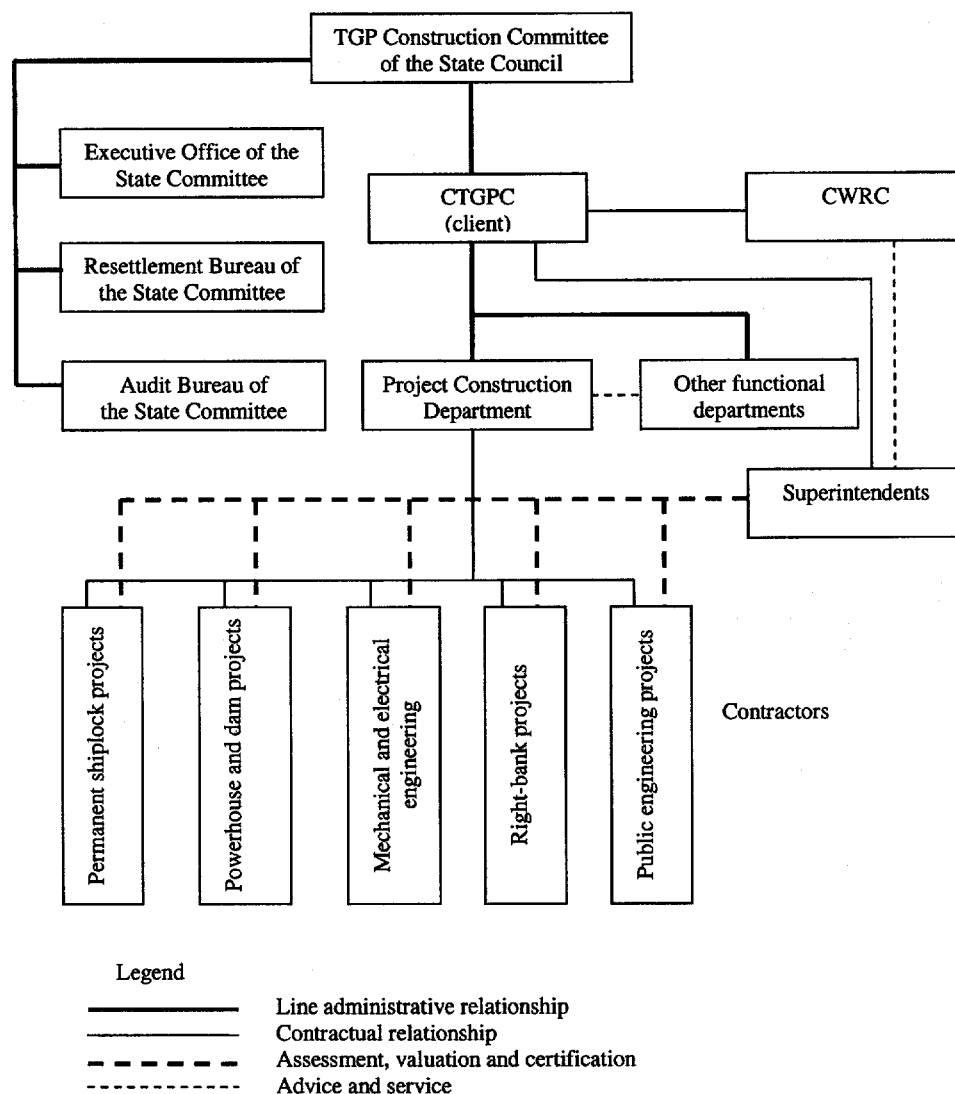 TGP Construction Committee
of the State Council
Executive Office of the
State Committee
CTGPC
(client)
CWRC
Resettlement Bureau of
the State Committee
Audit Bureau of
the State Committee
Project Construction
Department
Other functional
departments
Superintendents
Permanent shiplock projects
Powerhouse and dam projects
Mechanical and electrical
engineering
Right-bank projects
Public engineering projects
Contractors
Legend
Line administrative relationship
Contractual relationship
Assessment, valuation and certification
Advice and service